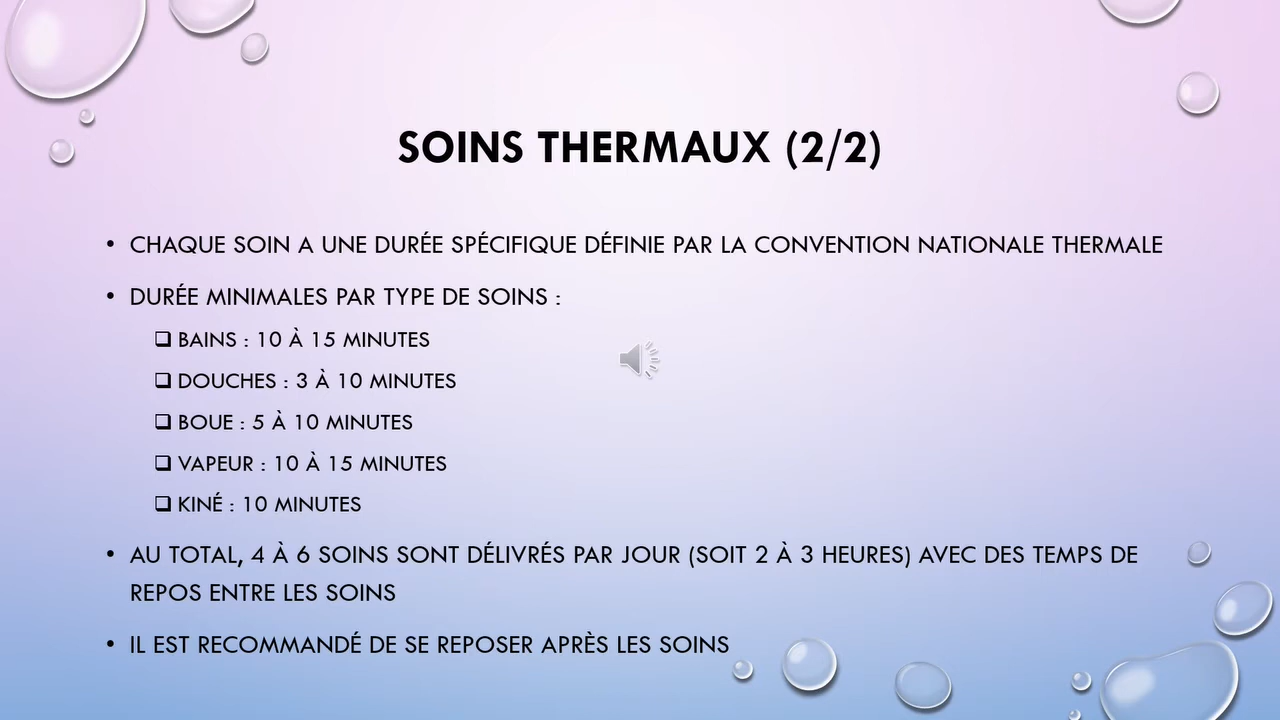 SOINS THERMAUX (2/2)
• CHAQUE SOIN A UNE DURÉE SPÉCIFIQUE DÉFINIE PAR LA CONVENTION NATIONALE THERMALE
• DURÉE MINIMALES PAR TYPE DE SOINS :
❑ BAINS : 10 À 15 MINUTES
❑ DOUCHES : 3 À 10 MINUTES
❑ BOUE : 5 À 10 MINUTES
❑ VAPEUR : 10 À 15 MINUTES
❑ KINÉ : 10 MINUTES
• AU TOTAL, 4 À 6 SOINS SONT DÉLIVRÉS PAR JOUR (SOIT 2 À 3 HEURES) AVEC DES TEMPS DE
REPOS ENTRE LES SOINS
• IL EST RECOMMANDÉ DE SE REPOSER APRÈS LES SOINS